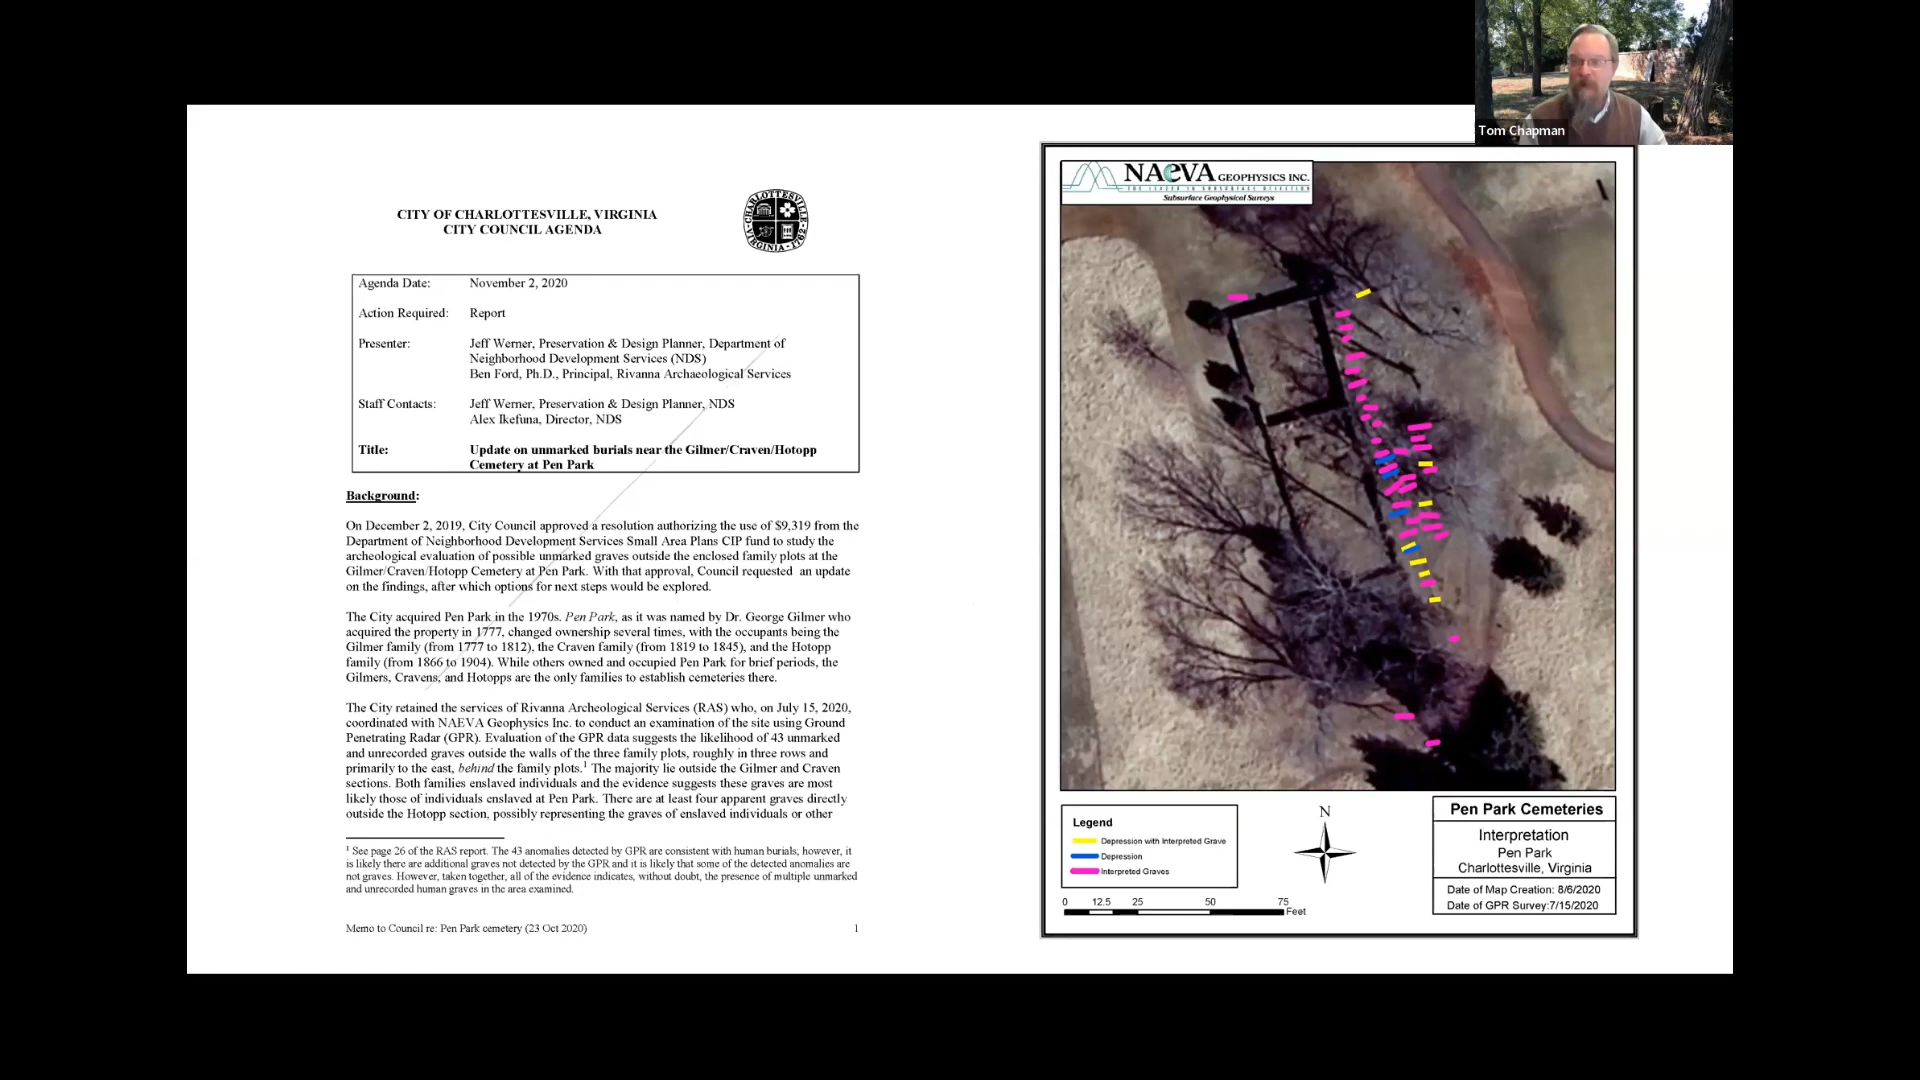 Tom Chapman
CITY OF CHARLOTTESVILLE, VIRGINIA
CITY COUNCIL AGENDA
CHARLOTTESVILLE
VIRGINIA - 1762
Agenda Date: November 2, 2020
Action Required: Report
Presenter: Jeff Werner, Preservation & Design Planner, Department of
Neighborhood Development Services (NDS)
Ben Ford, Ph.D., Principal, Rivanna Archaeological Services
Staff Contacts: Jeff Werner, Preservation & Design Planner, NDS
Alex Ikefuna, Director, NDS
Title: Update on unmarked burials near the Gilmer/Craven/Hotopp
Cemetery at Pen Park
Background:
On December 2, 2019, City Council approved a resolution authorizing the use of $9,319 from the
Department of Neighborhood Development Services Small Area Plans CIP fund to study the
archeological evaluation of possible unmarked graves outside the enclosed family plots at the
Gilmer/Craven/Hotopp Cemetery at Pen Park. With that approval, Council requested an update
on the findings, after which options for next steps would be explored.
The City acquired Pen Park in the 1970s. Pen Park, as it was named by Dr. George Gilmer who
acquired the property in 1777, changed ownership several times, with the occupants being the
Gilmer family (from 1777 to 1812), the Craven family (from 1819 to 1845), and the Hotopp
family (from 1866 to 1904). While others owned and occupied Pen Park for brief periods, the
Gilmers, Cravens, and Hotopps are the only families to establish cemeteries there.
The City retained the services of Rivanna Archeological Services (RAS) who, on July 15, 2020,
coordinated with NAEVA Geophysics Inc. to conduct an examination of the site using Ground
Penetrating Radar (GPR). Evaluation of the GPR data suggests the likelihood of 43 unmarked
and unrecorded graves outside the walls of the three family plots, roughly in three rows and
primarily to the east, behind the family plots.1 The majority lie outside the Gilmer and Craven
sections. Both families enslaved individuals and the evidence suggests these graves are most
likely those of individuals enslaved at Pen Park. There are at least four apparent graves directly
outside the Hotopp section, possibly representing the graves of enslaved individuals or other
1 See page 26 of the RAS report. The 43 anomalies detected by GPR are consistent with human burials; however, it
is likely there are additional graves not detected by the GPR and it is likely that some of the detected anomalies are
not graves. However, taken together, all of the evidence indicates, without doubt, the presence of multiple unmarked
and unrecorded human graves in the area examined.
Memo to Council re: Pen Park cemetery (23 Oct 2020) 1
NAEVA GEOPHYSICS INC.
THE LEADER IN SUBSURFACE DETECTION
Subsurface Geophysical Surveys
Legend
Depression with Interpreted Grave
Depression
Interpreted Graves
0 12.5 25 50 75
Feet
N
Pen Park Cemeteries
Interpretation
Pen Park
Charlottesville, Virginia
Date of Map Creation: 8/6/2020
Date of GPR Survey:7/15/2020